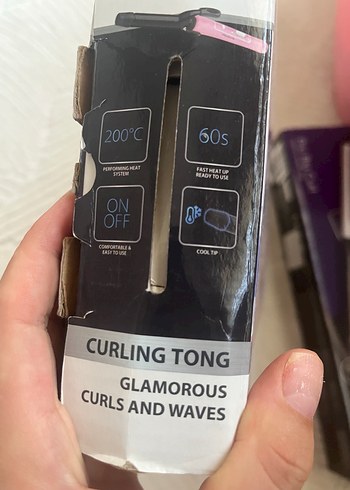 200°C
PERFORMING HEAT
SYSTEM
60s
FAST HEAT UP
READY TO USE
ON
OFF
COMFORTABLE &
EASY TO USE
COOL TIP
CURLING TONG
GLAMOROUS
CURLS AND WAVES